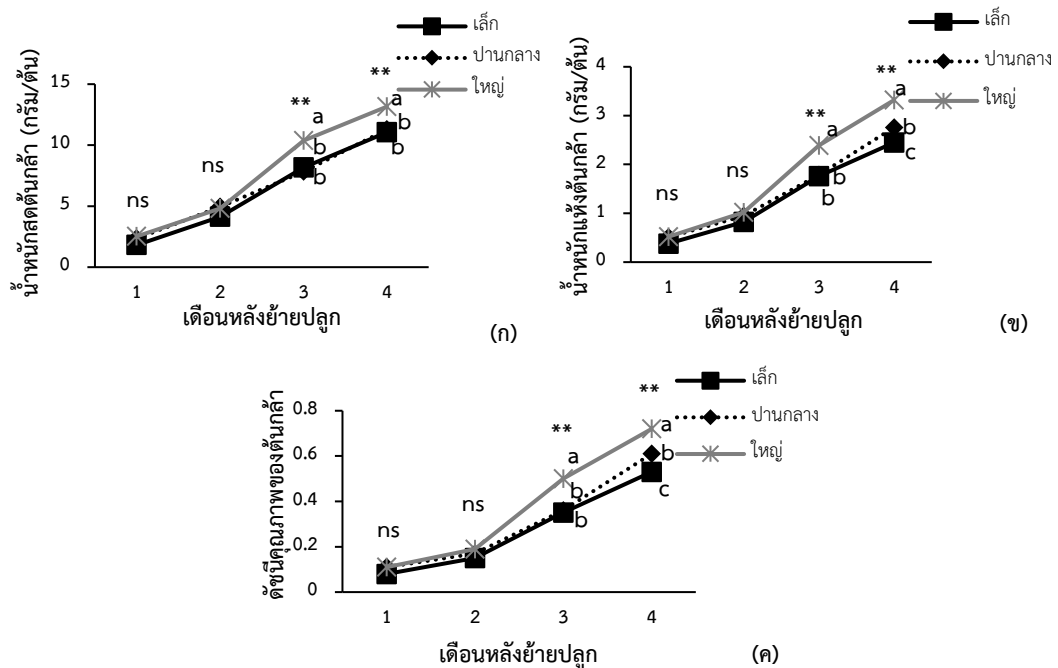 น้ำหนักสดต้นกล้า (กรัม/ต้น)
15
10
5
0
ns
ns
**
**
a
b
b
a
b
b
1 2 3 4
เดือนหลังย้ายปลูก
(ก)
เล็ก
ปานกลาง
ใหญ่
น้ำหนักแห้งต้นกล้า (กรัม/ต้น)
4
3
2
1
0
ns
ns
**
**
a
b
b
a
b
c
1 2 3 4
เดือนหลังย้ายปลูก
(ข)
เล็ก
ปานกลาง
ใหญ่
ดัชนีคุณภาพของต้นกล้า
0.8
0.6
0.4
0.2
0
ns
ns
**
**
a
b
b
a
b
c
1 2 3 4
เดือนหลังย้ายปลูก
(ค)
เล็ก
ปานกลาง
ใหญ่